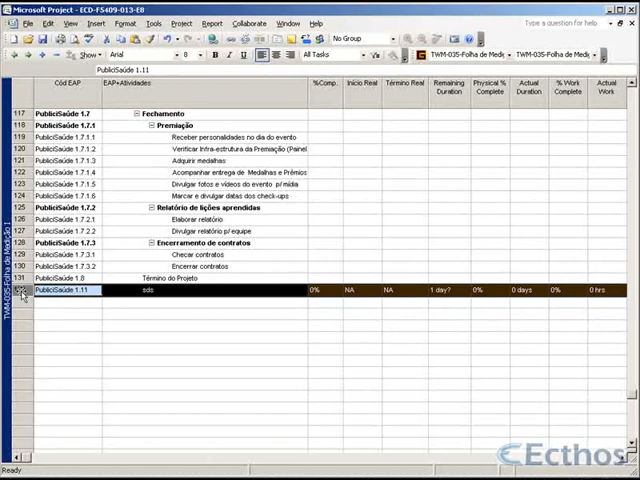 Microsoft Project - ECD-F5409-013-E0
File Edit View Insert Format Tools Project Report Collaborate Window Help
Type a question for help
No Group
Show Arial 8 B I U All Tasks TWM-035-Folha de Mediç TWM-035-Folha de Mediç
PubliciSaúde 1.11
Cód EAP EAP+Atividades %Comp. Início Real Término Real Remaining Duration Physical % Complete Actual Duration % Work Complete Actual Work
117 PubliciSaúde 1.7 Fechamento
118 PubliciSaúde 1.7.1 Premiação
119 PubliciSaúde 1.7.1.1 Receber personalidades no dia do evento
120 PubliciSaúde 1.7.1.2 Verificar Infra-estrutura da Premiação (Painel
121 PubliciSaúde 1.7.1.3 Adquirir medalhas
122 PubliciSaúde 1.7.1.4 Acompanhar entrega de Medalhas e Prêmios
123 PubliciSaúde 1.7.1.5 Divulgar fotos e vídeos do evento p/mídia
124 PubliciSaúde 1.7.1.6 Marcar e divulgar datas dos check-ups
125 PubliciSaúde 1.7.2 Relatório de lições aprendidas
126 PubliciSaúde 1.7.2.1 Elaborar relatório
127 PubliciSaúde 1.7.2.2 Divulgar relatório p/equipe
128 PubliciSaúde 1.7.3 Encerramento de contratos
129 PubliciSaúde 1.7.3.1 Checar contratos
130 PubliciSaúde 1.7.3.2 Encerrar contratos
131 PubliciSaúde 1.8 Término do Projeto
PubliciSaúde 1.11 sds 0% NA NA 1 day? 0% 0 days 0% 0 hrs
TWM-035-Folha de Medição 1
Ready
Ecthos